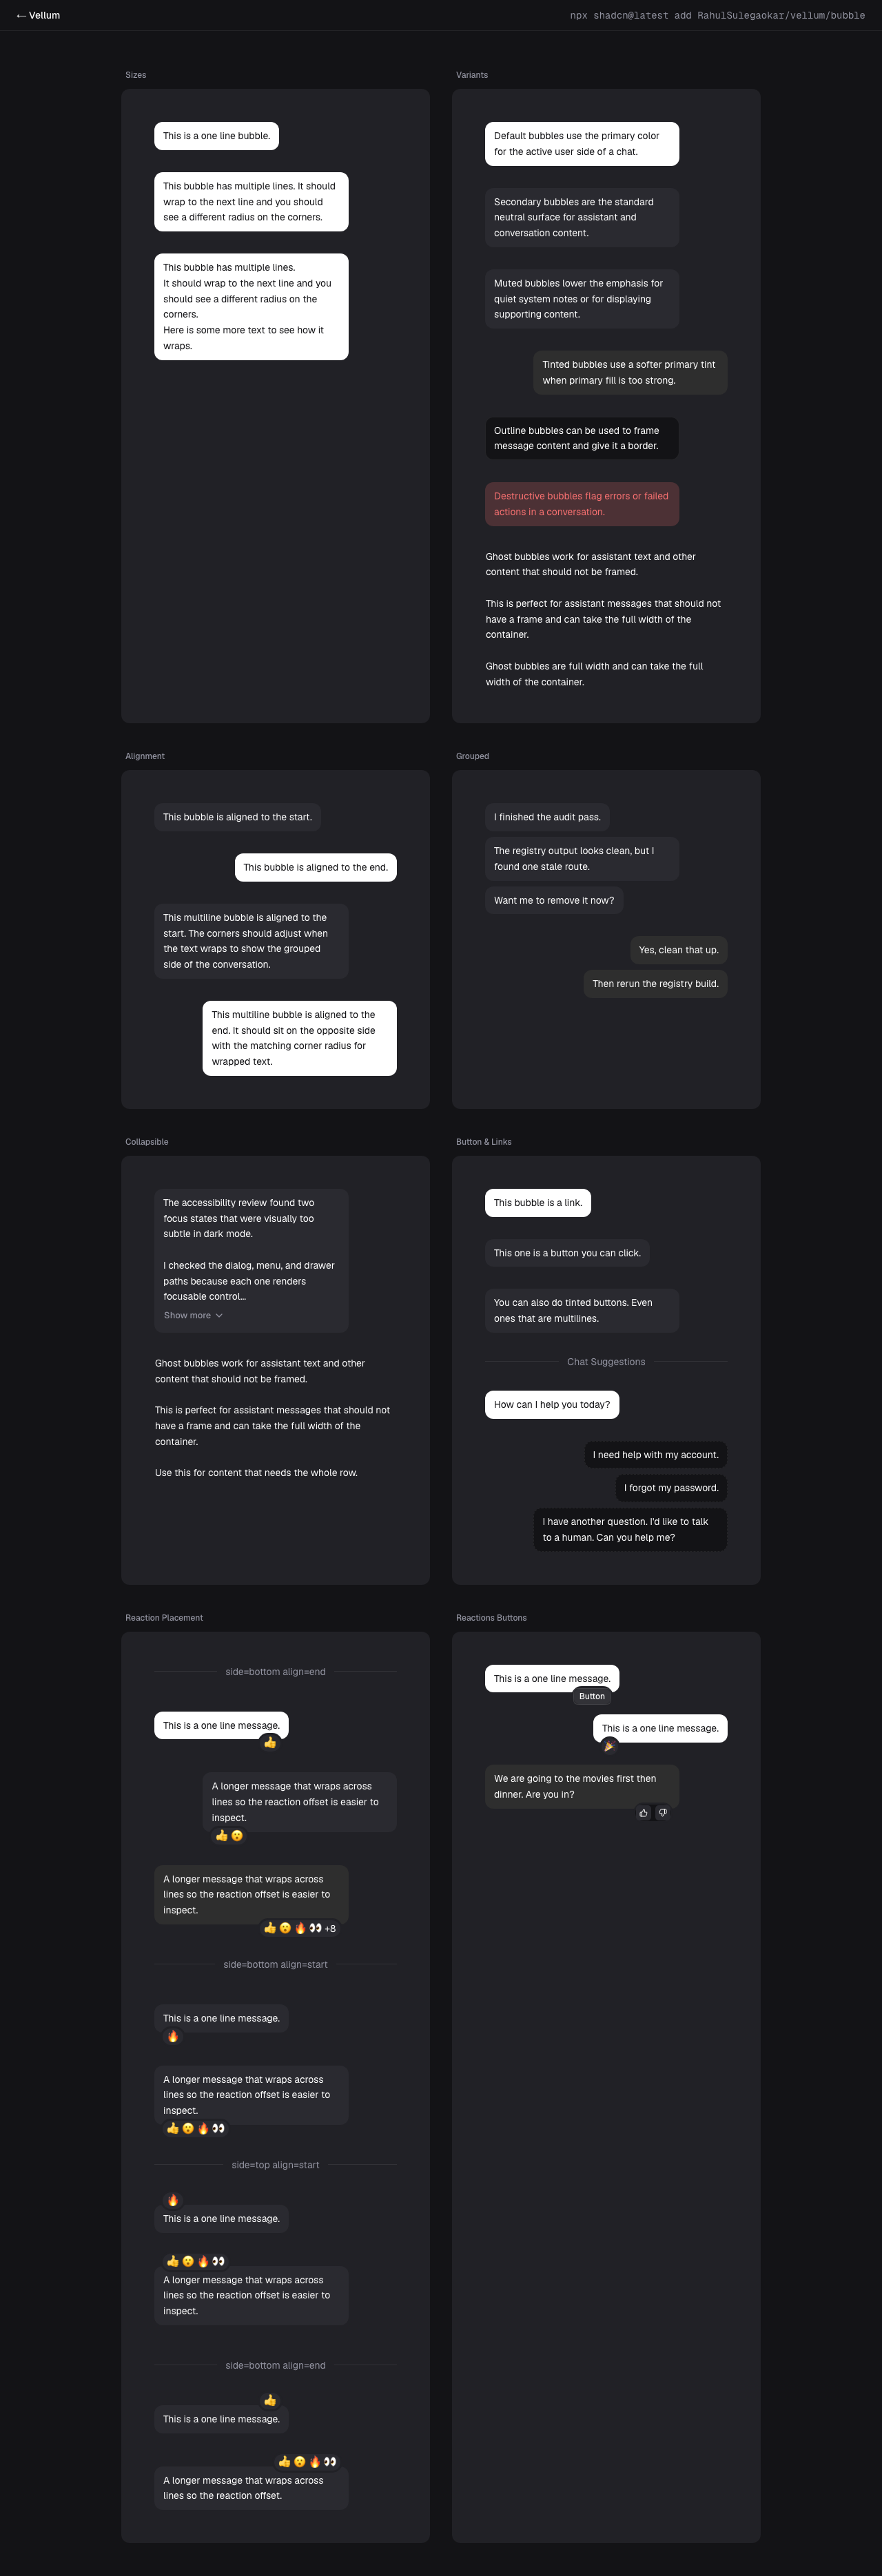 ← Vellum
npx shadcn@latest add RahulSulegaokar/vellum/bubble
Sizes
This is a one line bubble.
This bubble has multiple lines. It should
wrap to the next line and you should
see a different radius on the corners.
This bubble has multiple lines.
It should wrap to the next line and you
should see a different radius on the
corners.
Here is some more text to see how it
wraps.
Variants
Default bubbles use the primary color
for the active user side of a chat.
Secondary bubbles are the standard
neutral surface for assistant and
conversation content.
Muted bubbles lower the emphasis for
quiet system notes or for displaying
supporting content.
Tinted bubbles use a softer primary tint
when primary fill is too strong.
Outline bubbles can be used to frame
message content and give it a border.
Destructive bubbles flag errors or failed
actions in a conversation.
Ghost bubbles work for assistant text and other
content that should not be framed.
This is perfect for assistant messages that should not
have a frame and can take the full width of the
container.
Ghost bubbles are full width and can take the full
width of the container.
Alignment
This bubble is aligned to the start.
This bubble is aligned to the end.
This multiline bubble is aligned to the
start. The corners should adjust when
the text wraps to show the grouped
side of the conversation.
This multiline bubble is aligned to the
end. It should sit on the opposite side
with the matching corner radius for
wrapped text.
Grouped
I finished the audit pass.
The registry output looks clean, but I
found one stale route.
Want me to remove it now?
Yes, clean that up.
Then rerun the registry build.
Collapsible
The accessibility review found two
focus states that were visually too
subtle in dark mode.
I checked the dialog, menu, and drawer
paths because each one renders
focusable control...
Show more
Ghost bubbles work for assistant text and other
content that should not be framed.
This is perfect for assistant messages that should not
have a frame and can take the full width of the
container.
Use this for content that needs the whole row.
Button & Links
This bubble is a link.
This one is a button you can click.
You can also do tinted buttons. Even
ones that are multilines.
Chat Suggestions
How can I help you today?
I need help with my account.
I forgot my password.
I have another question. I'd like to talk
to a human. Can you help me?
Reaction Placement
side=bottom align=end
This is a one line message.
👍
A longer message that wraps across
lines so the reaction offset is easier to
inspect.
👍😮
A longer message that wraps across
lines so the reaction offset is easier to
inspect.
👍😮🔥👀 +8
side=bottom align=start
This is a one line message.
🔥
A longer message that wraps across
lines so the reaction offset is easier to
inspect.
👍😮🔥👀
side=top align=start
🔥
This is a one line message.
👍😮🔥👀
A longer message that wraps across
lines so the reaction offset is easier to
inspect.
side=bottom align=end
👍
This is a one line message.
👍😮🔥👀
A longer message that wraps across
lines so the reaction offset.
Reactions Buttons
This is a one line message.
Button
This is a one line message.
🎉
We are going to the movies first then
dinner. Are you in?